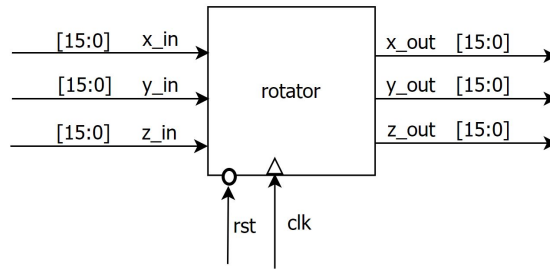 [15:0] x_in
x_out [15:0]
[15:0] y_in
rotator
y_out [15:0]
[15:0] z_in
z_out [15:0]
rst
clk